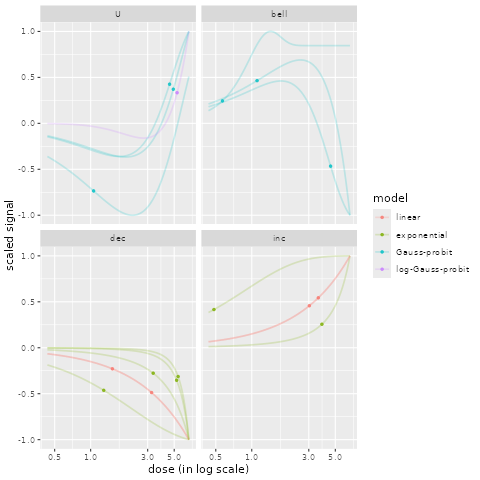 U
bell
1.0
0.5
0.0
-0.5
-1.0
scaled signal
dec
inc
1.0
0.5
0.0
-0.5
-1.0
0.5 1.0 3.0 5.0
0.5 1.0 3.0 5.0
dose (in log scale)
model
linear
exponential
Gauss-probit
log-Gauss-probit